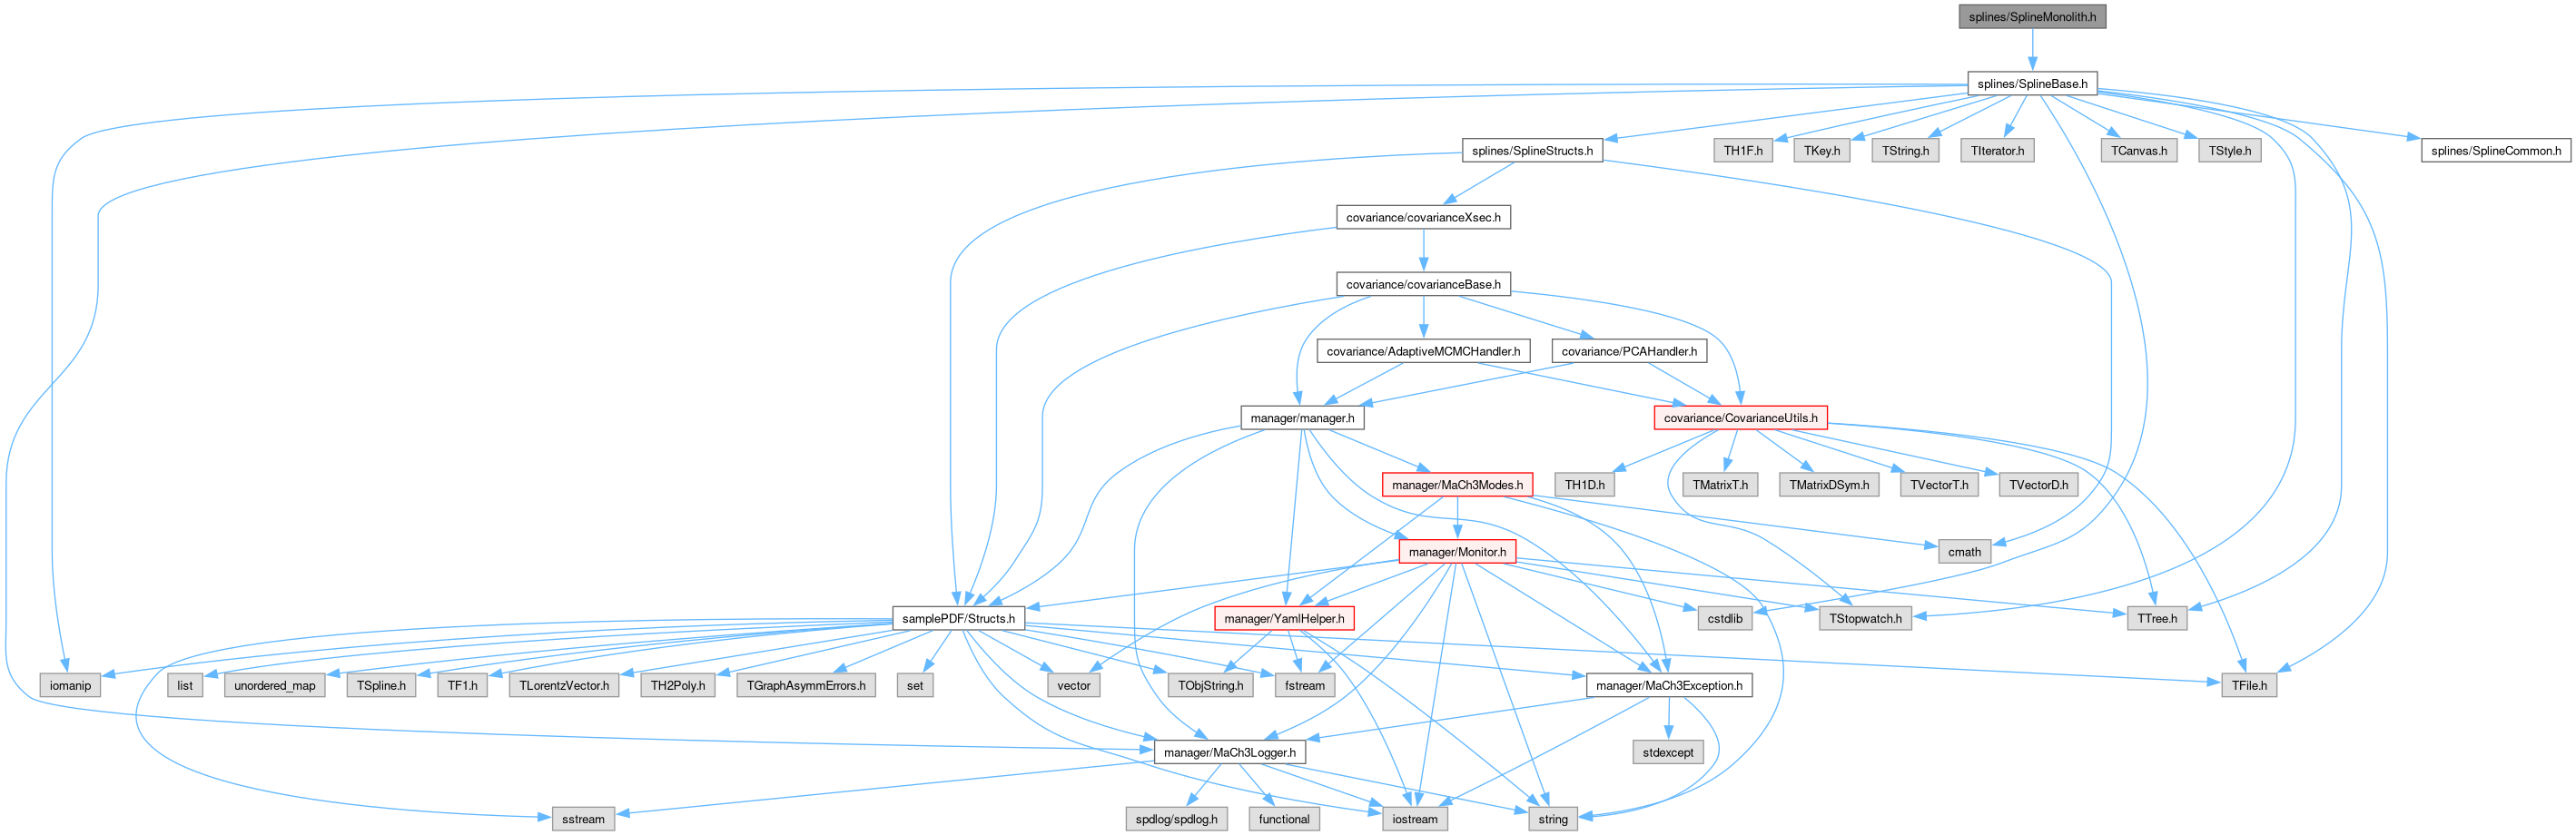 splines/SplineMonolith.h
splines/SplineBase.h
splines/SplineStructs.h
TH1F.h
TKey.h
TString.h
TIterator.h
TCanvas.h
TStyle.h
splines/SplineCommon.h
covariance/covarianceXsec.h
covariance/covarianceBase.h
covariance/AdaptiveMCMCHandler.h
covariance/PCAHandler.h
manager/manager.h
covariance/CovarianceUtils.h
manager/MaCh3Modes.h
TH1D.h
TMatrixT.h
TMatrixDSym.h
TVectorT.h
TVectorD.h
manager/Monitor.h
cmath
samplePDF/Structs.h
manager/YamlHelper.h
cstdlib
TStopwatch.h
TTree.h
iomanip
list
unordered_map
TSpline.h
TF1.h
TLorentzVector.h
TH2Poly.h
TGraphAsymmErrors.h
set
vector
TObjString.h
fstream
manager/MaCh3Exception.h
TFile.h
manager/MaCh3Logger.h
stdexcept
sstream
spdlog/spdlog.h
functional
iostream
string